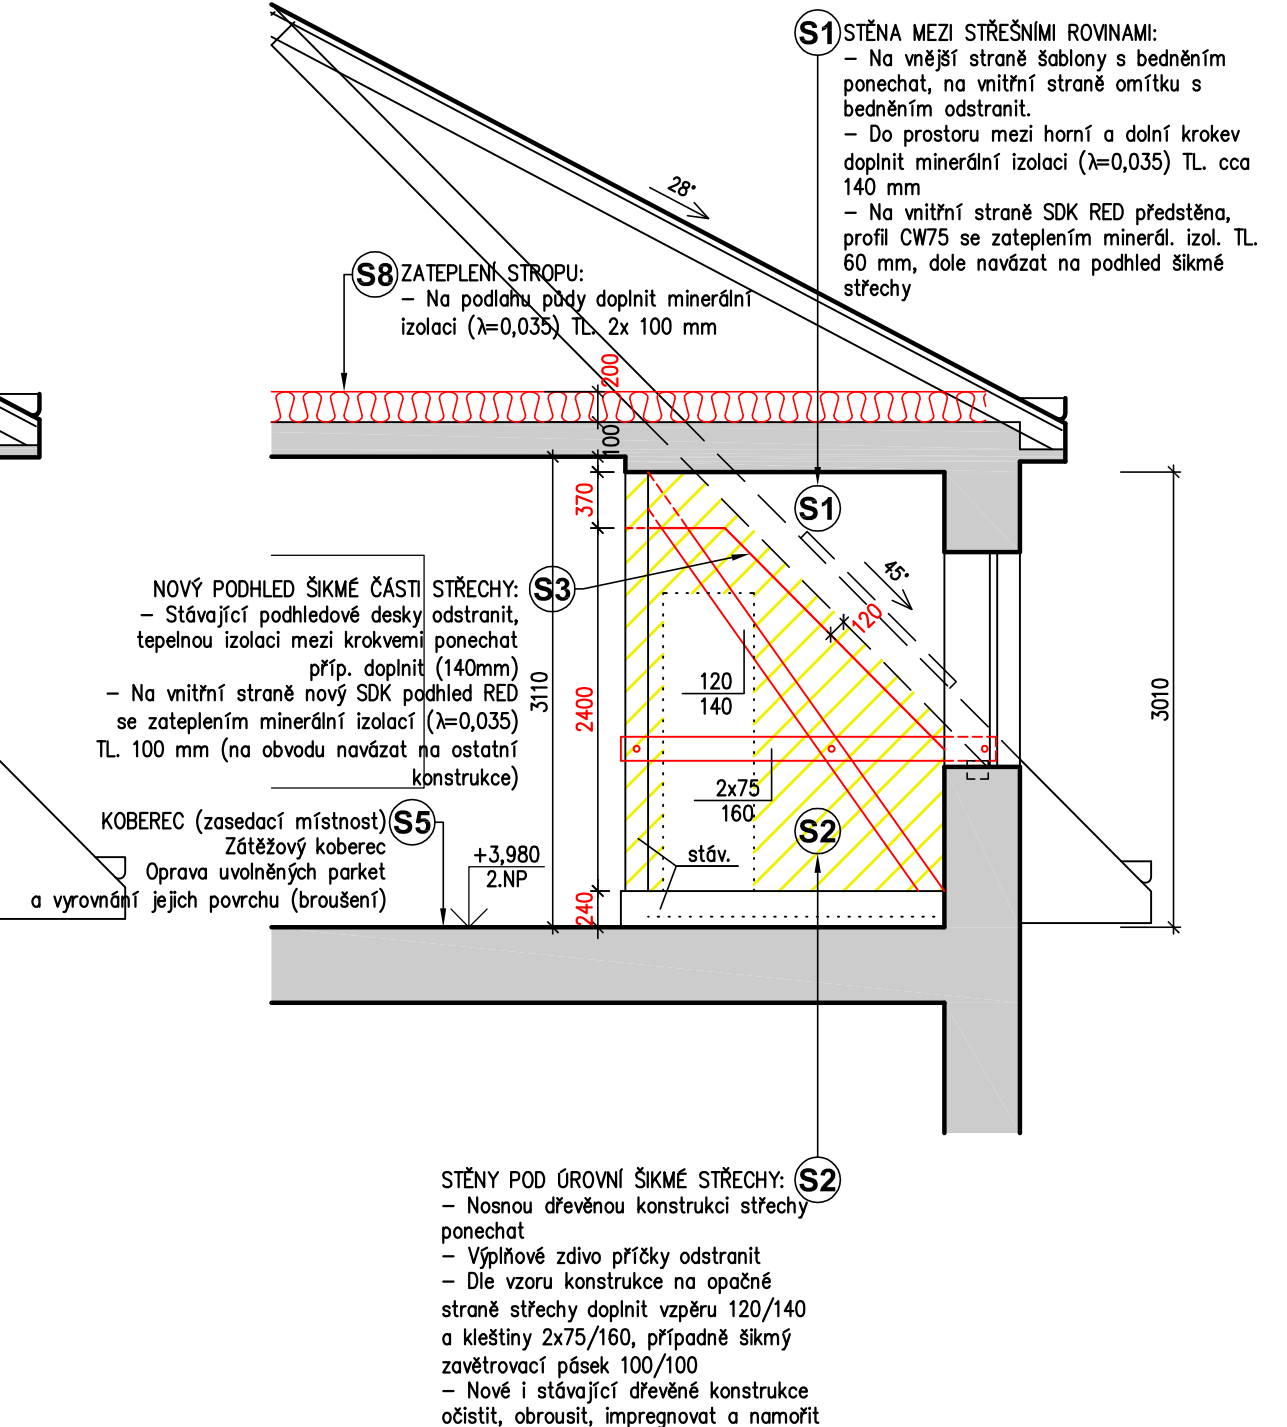 S1 STĚNA MEZI STŘEŠNÍMI ROVINAMI:
– Na vnější straně šablony s bedněním
ponechat, na vnitřní straně omítku s
bedněním odstranit.
– Do prostoru mezi horní a dolní krokev
doplnit minerální izolaci (λ=0,035) TL. cca
140 mm
– Na vnitřní straně SDK RED předstěna,
profil CW75 se zateplením minerál. izol. TL.
60 mm, dole navázat na podhled šikmé
střechy
28°
S8 ZATEPLENÍ STROPU:
– Na podlahu půdy doplnit minerální
izolaci (λ=0,035) TL. 2x 100 mm
200
100
370
S1
45°
120
S3
NOVÝ PODHLED ŠIKMÉ ČÁSTI STŘECHY:
– Stávající podhledové desky odstranit,
tepelnou izolaci mezi krokvemi ponechat
příp. doplnit (140mm)
– Na vnitřní straně nový SDK podhled RED
se zateplením minerální izolací (λ=0,035)
TL. 100 mm (na obvodu navázat na ostatní
konstrukce)
3110
2400
120
140
3010
2x75
160
KOBEREC (zasedací místnost) S5
Zátěžový koberec
Oprava uvolněných parket
a vyrovnání jejich povrchu (broušení)
+3,980
2.NP
S2
stáv.
240
STĚNY POD ÚROVNÍ ŠIKMÉ STŘECHY: S2
– Nosnou dřevěnou konstrukci střechy
ponechat
– Výplňové zdivo příčky odstranit
– Dle vzoru konstrukce na opačné
straně střechy doplnit vzpěru 120/140
a kleštiny 2x75/160, případně šikmý
zavětrovací pásek 100/100
– Nové i stávající dřevěné konstrukce
očistit, obrousit, impregnovat a namořit